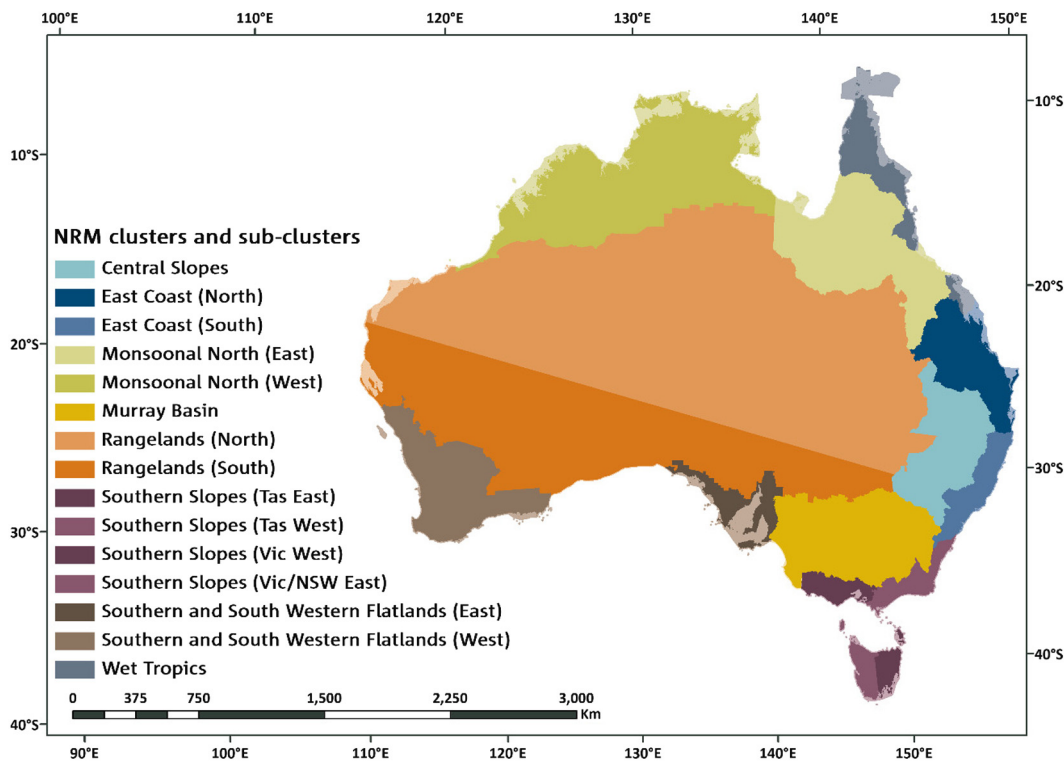 100°E 110°E 120°E 130°E 140°E 150°E
10°S
10°S
NRM clusters and sub-clusters
Central Slopes
20°S
East Coast (North)
East Coast (South)
20°S
Monsoonal North (East)
Monsoonal North (West)
Murray Basin
Rangelands (North)
Rangelands (South)
30°S
Southern Slopes (Tas East)
Southern Slopes (Tas West)
30°S
Southern Slopes (Vic West)
Southern Slopes (Vic/NSW East)
Southern and South Western Flatlands (East)
Southern and South Western Flatlands (West)
40°S
Wet Tropics
0 375 750 1,500 2,250 3,000
Km
40°S
90°E 100°E 110°E 120°E 130°E 140°E 150°E